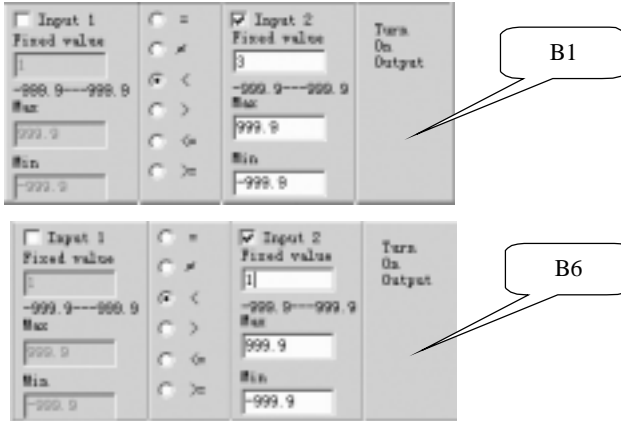 Input 1
Fixed value
1
-999.9---999.9
Max
999.9
Min
-999.9
=
≠
<
>
<=
>=
Input 2
Fixed value
3
-999.9---999.9
Max
999.9
Min
-999.9
Turn
On
Output
B1
Input 1
Fixed value
1
-999.9---999.9
Max
999.9
Min
-999.9
=
≠
<
>
<=
>=
Input 2
Fixed value
1
-999.9---999.9
Max
999.9
Min
-999.9
Turn
On
Output
B6